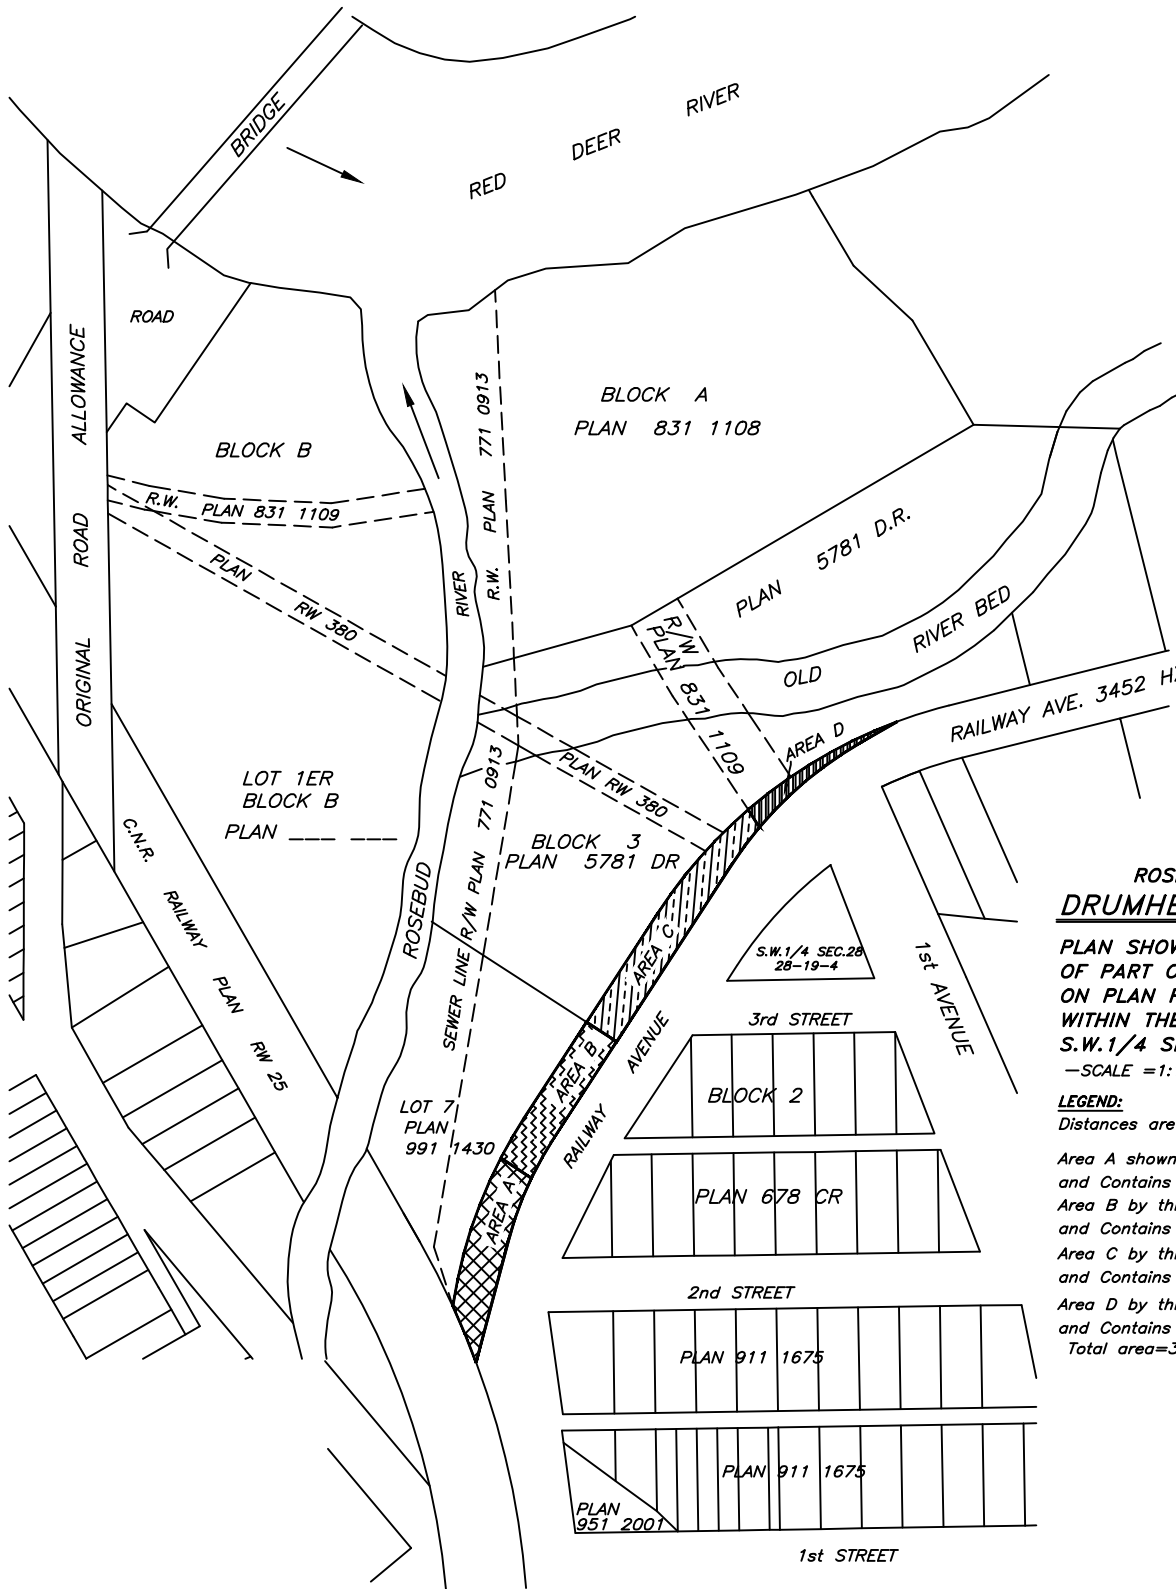 BRIDGE
RED DEER RIVER
ROAD
ORIGINAL ROAD ALLOWANCE
BLOCK A
PLAN 831 1108
BLOCK B
R.W. PLAN 831 1109
R.W. PLAN 771 0913
PLAN RW 380
RIVER
PLAN 5781 D.R.
R/W
PLAN 831 1109
OLD RIVER BED
RAILWAY AVE. 3452 H
AREA D
LOT 1ER
BLOCK B
PLAN ___ ____
PLAN RW 380
BLOCK 3
PLAN 5781 DR
C.N.R. RAILWAY PLAN RW 25
ROSEBUD
SEWER LINE R/W PLAN 771 0913
AREA C
S.W.1/4 SEC.28
28-19-4
1st AVENUE
3rd STREET
RAILWAY AVENUE
AREA B
BLOCK 2
LOT 7
PLAN
991 1430
AREA A
PLAN 678 CR
2nd STREET
PLAN 911 1675
PLAN 911 1675
PLAN
951 2001
1st STREET
ROS
DRUMHE
PLAN SHOW
OF PART O
ON PLAN
WITHIN THE
S.W.1/4 S
-SCALE =1:
LEGEND:
Distances are
Area A shown
and Contains
Area B by th
and Contains
Area C by th
and Contains
Area D by th
and Contains
Total area=3